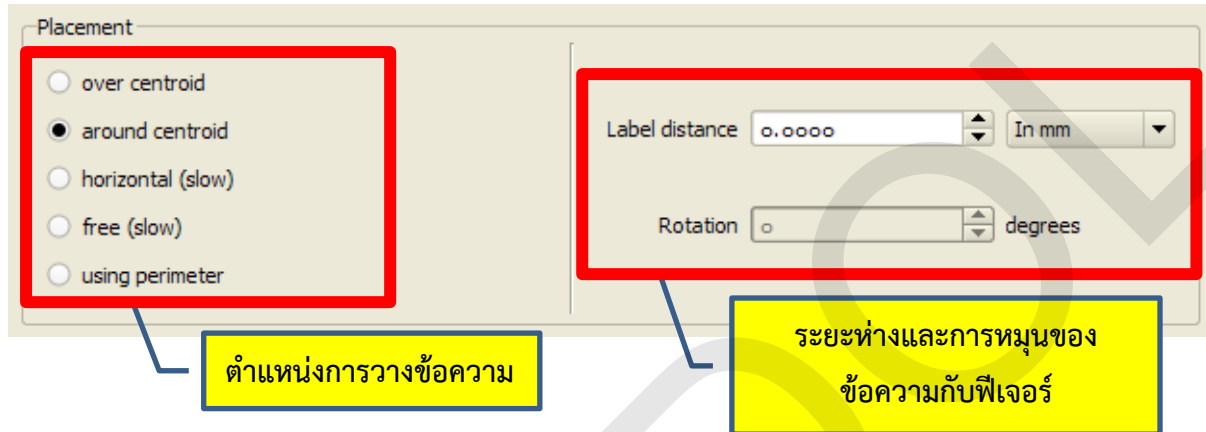 Placement
over centroid
around centroid
horizontal (slow)
free (slow)
using perimeter
Label distance 0.0000 In mm
Rotation 0 degrees
ตำแหน่งการวางข้อความ
ระยะห่างและการหมุนของ
ข้อความกับฟีเจอร์